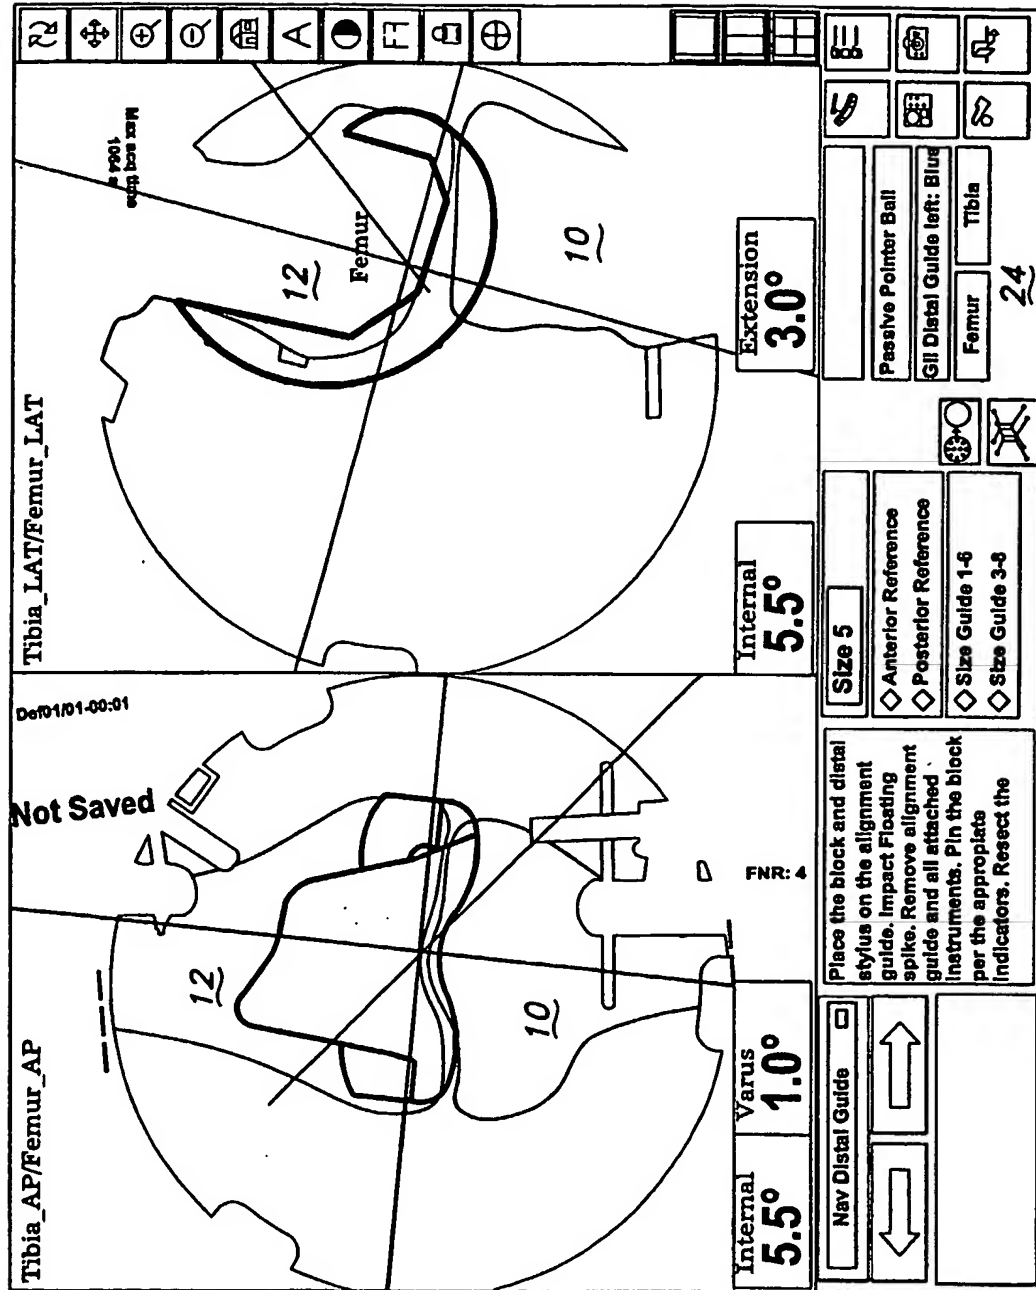 Tibia_AP/Femur_AP
Not Saved
Def01/01-00:01
12
10
FNR: 4
Internal
5.5°
Varus
1.0°
Tibia_LAT/Femur_LAT
Max acq time
1064 s
12
Femur
10
Internal
5.5°
Extension
3.0°
A
Nav Distal Guide
Place the block and distal
stylus on the alignment
guide. Impact Floating
spike. Remove alignment
guide and all attached
instruments. Pin the block
per the appropiate
indicators. Resect the
Size 5
Anterior Reference
Posterior Reference
Size Guide 1-6
Size Guide 3-8
Passive Pointer Ball
GII Distal Guide left: Blue
Femur
Tibia
24